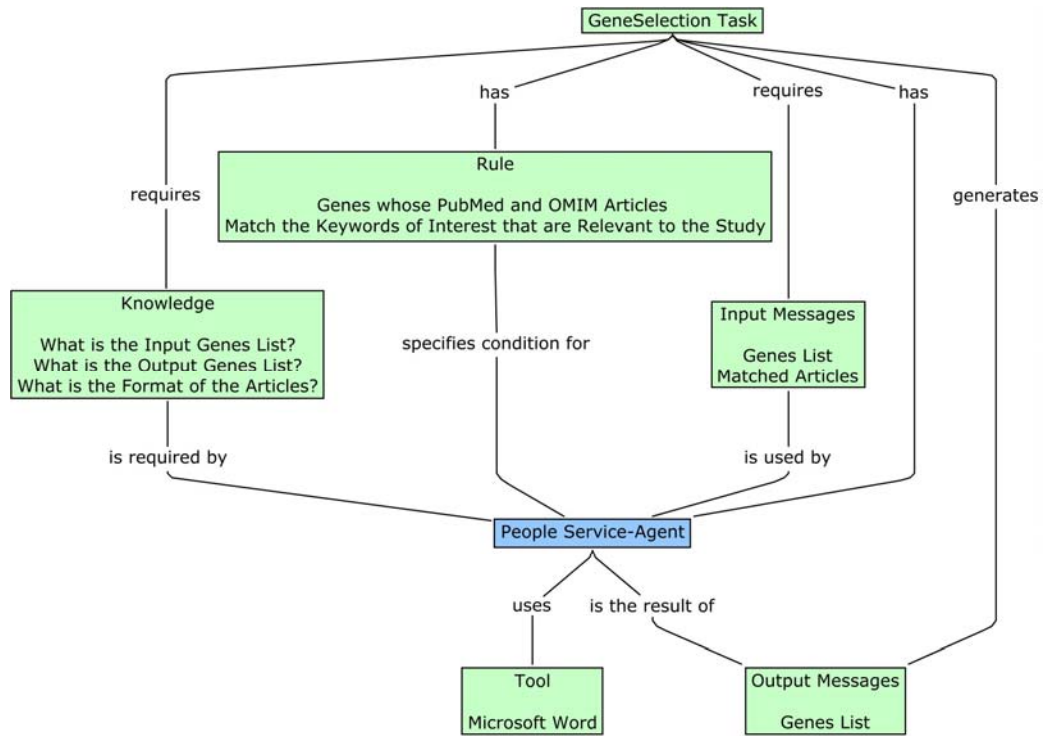 GeneSelection Task
has
requires
has
Rule
Genes whose PubMed and OMIM Articles
Match the Keywords of Interest that are Relevant to the Study
requires
generates
Knowledge
What is the Input Genes List?
What is the Output Genes List?
What is the Format of the Articles?
Input Messages
Genes List
Matched Articles
specifies condition for
is required by
is used by
People Service-Agent
uses
is the result of
Tool
Microsoft Word
Output Messages
Genes List